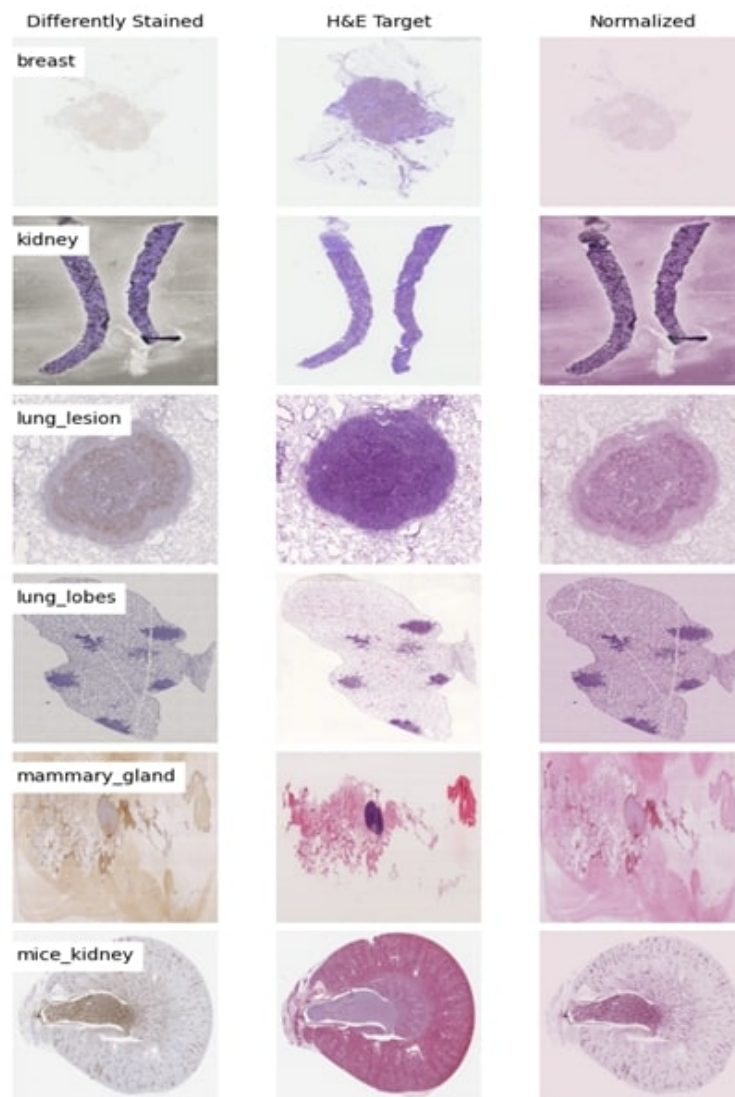 Differently Stained
H&E Target
Normalized
breast
kidney
lung_lesion
lung_lobes
mammary_gland
mice_kidney